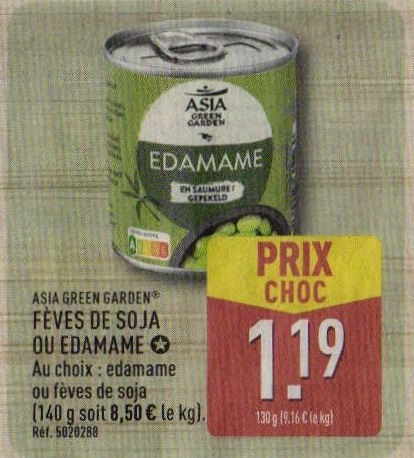 ASIA
GREEN
GARDEN
EDAMAME
EN SAUMURE /
GEPEKELD
PRIX
CHOC
1.19
130 g (9,16 € le kg)
ASIA GREEN GARDEN®
FÈVES DE SOJA
OU EDAMAME
Au choix : edamame
ou fèves de soja
(140 g soit 8,50 € le kg).
Réf. 5020288